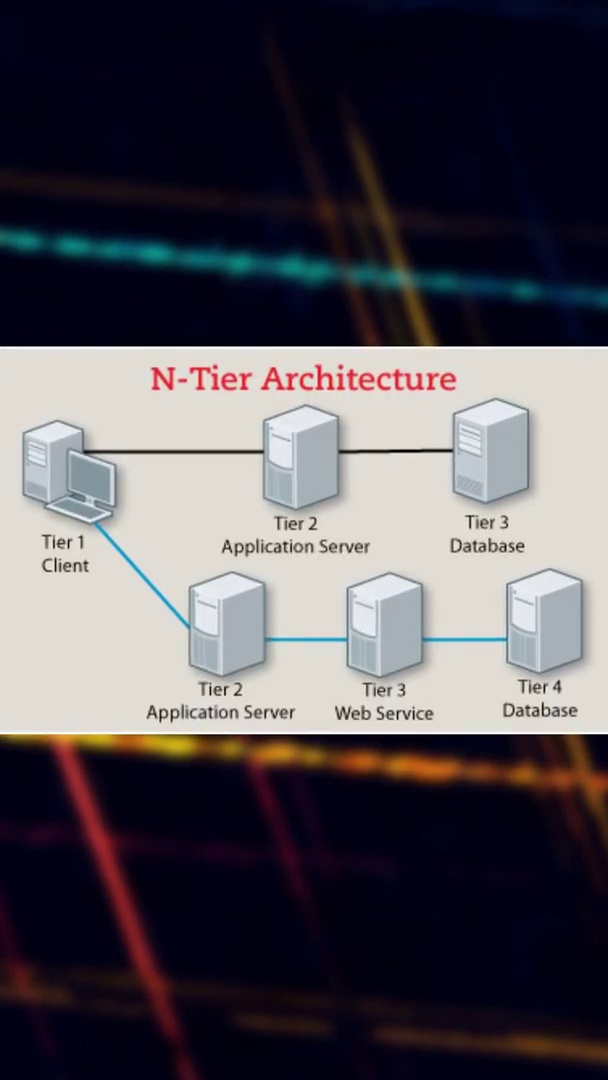 N-Tier Architecture
Tier 1
Client
Tier 2
Application Server
Tier 3
Database
Tier 2
Application Server
Tier 3
Web Service
Tier 4
Database